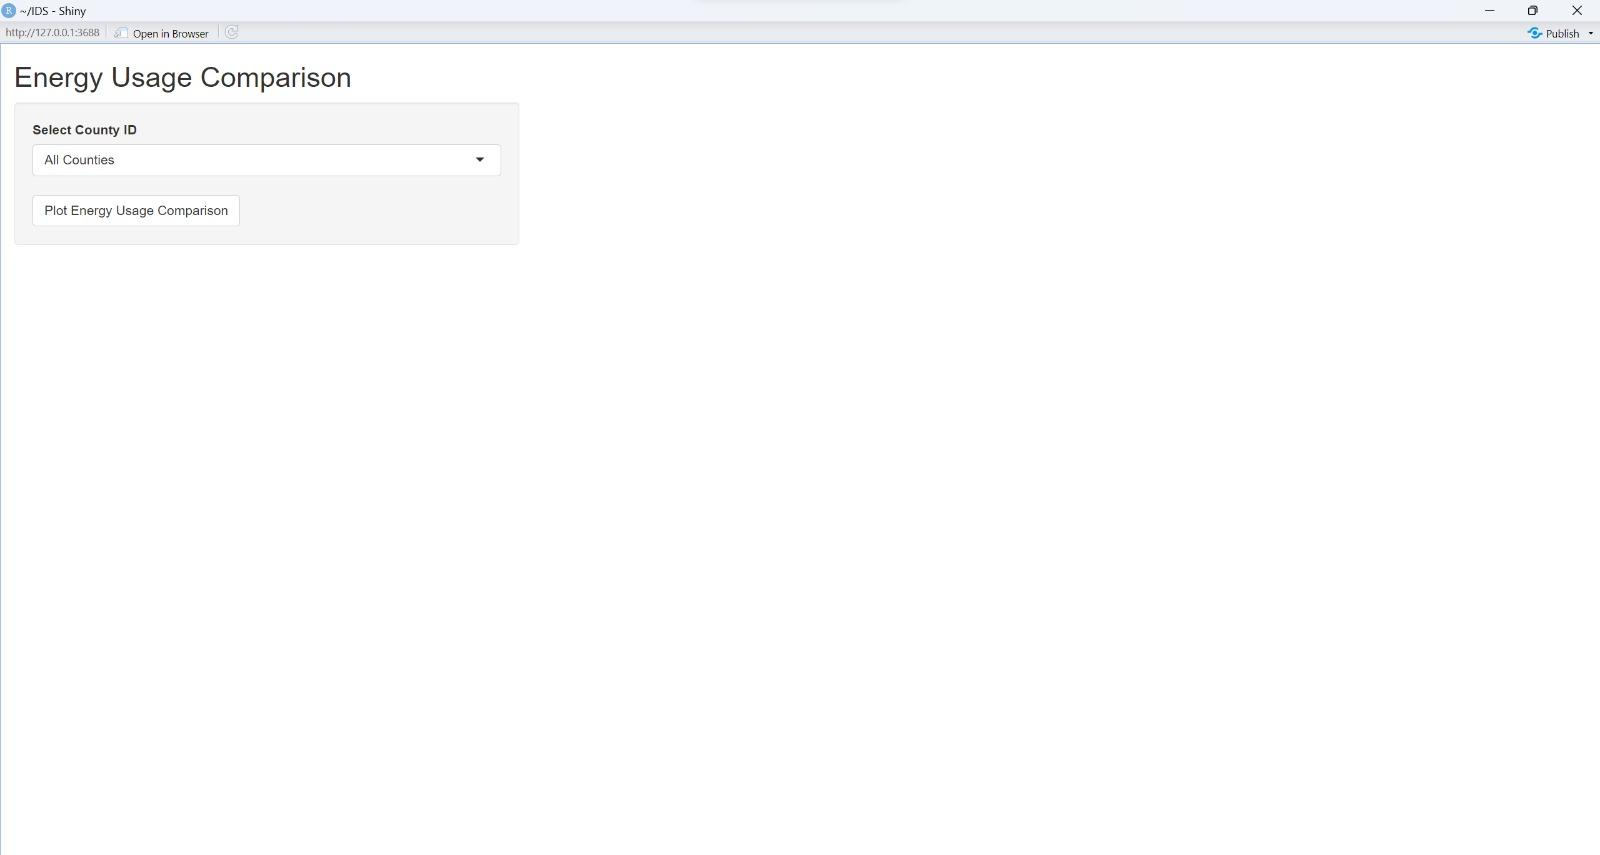 R ~/IDS - Shiny
http://127.0.0.1:3688 Open in Browser Publish
Energy Usage Comparison
Select County ID
All Counties
Plot Energy Usage Comparison